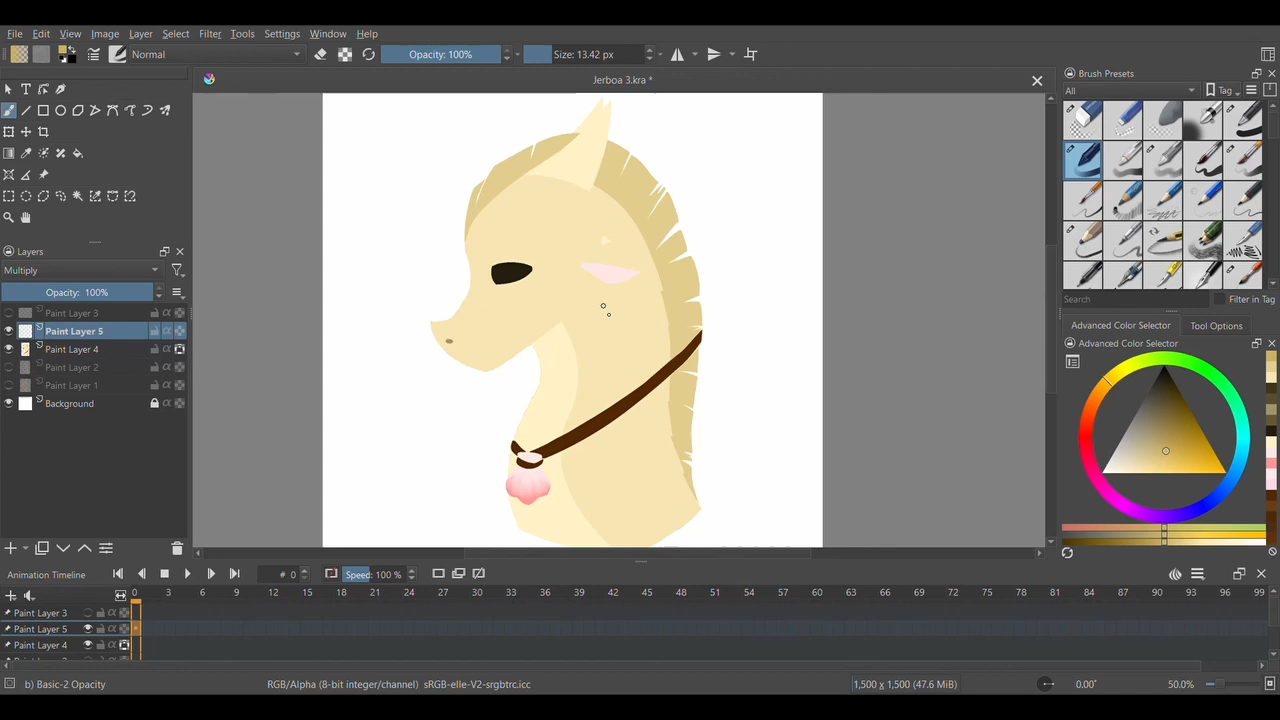 File Edit View Image Layer Select Filter Tools Settings Window Help
Normal Opacity: 100% Size: 13.42 px
Jerboa 3.kra *
Brush Presets
All Tag
Layers
Multiply
Opacity: 100%
Paint Layer 3
Paint Layer 5
Paint Layer 4
Paint Layer 2
Paint Layer 1
Background
Search Filter in Tag
Advanced Color Selector Tool Options
Advanced Color Selector
Animation Timeline # 0 Speed: 100 %
0 3 6 9 12 15 18 21 24 27 30 33 36 39 42 45 48 51 54 57 60 63 66 69 72 75 78 81 84 87 90 93 96 99
Paint Layer 3
Paint Layer 5
Paint Layer 4
b) Basic-2 Opacity RGB/Alpha (8-bit integer/channel) sRGB-elle-V2-srgbtrc.icc 1,500 x 1,500 (47.6 MiB) 0.00° 50.0%